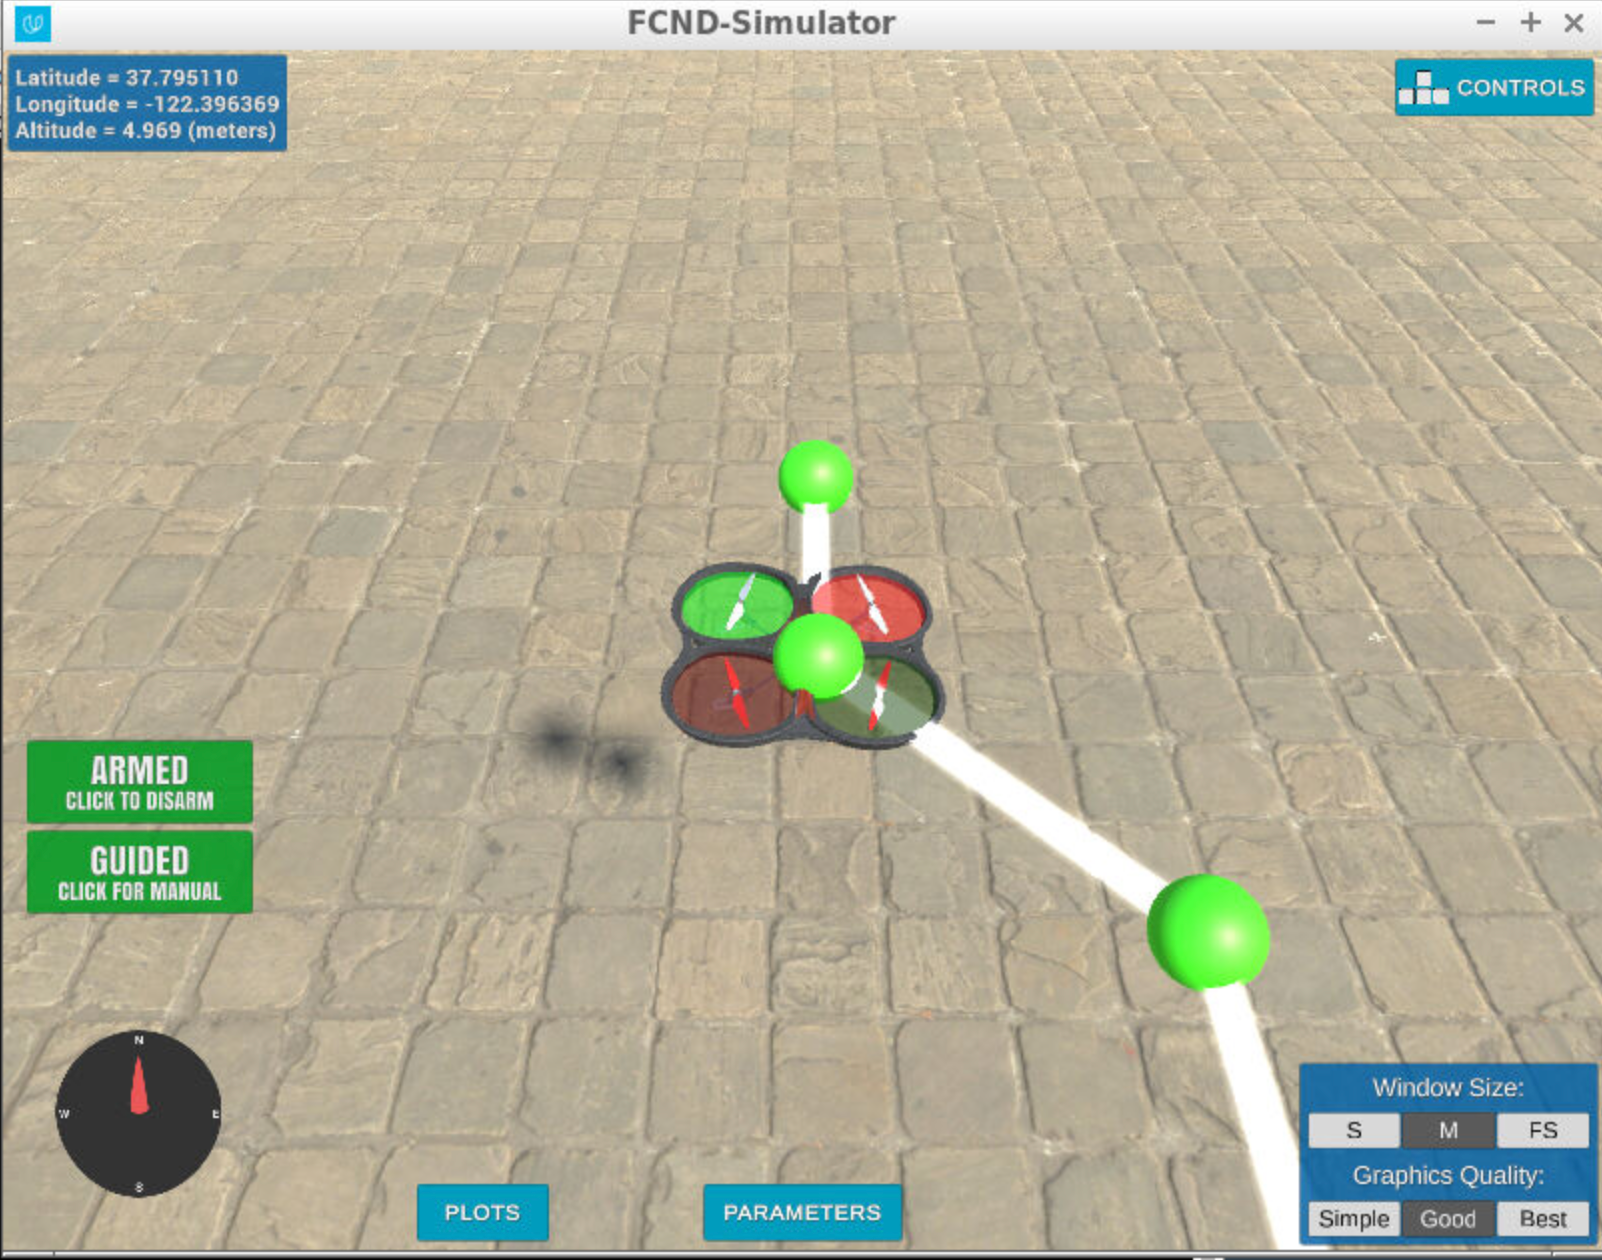 FCND-Simulator
Latitude = 37.795110
Longitude = -122.396369
Altitude = 4.969 (meters)
CONTROLS
ARMED
CLICK TO DISARM
GUIDED
CLICK FOR MANUAL
N
W
E
S
PLOTS
PARAMETERS
Window Size:
S M FS
Graphics Quality:
Simple Good Best